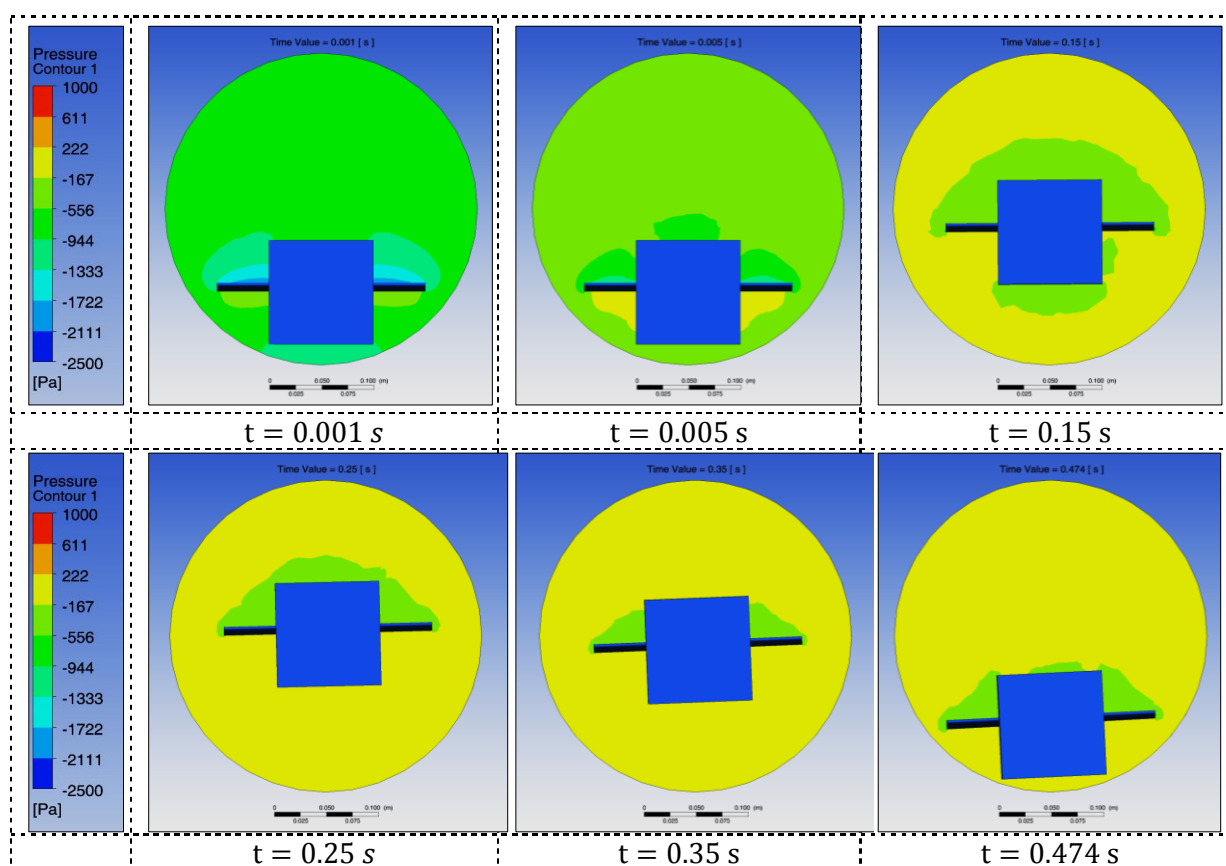 Pressure
Contour 1
1000
611
222
-167
-556
-944
-1333
-1722
-2111
-2500
[Pa]
Time Value = 0.001 [ s ]
0 0.050 0.100 (m)
0.025 0.075
Time Value = 0.005 [ s ]
0 0.050 0.100 (m)
0.025 0.075
Time Value = 0.15 [ s ]
0 0.050 0.100 (m)
0.025 0.075
t = 0.001 s
t = 0.005 s
t = 0.15 s
Pressure
Contour 1
1000
611
222
-167
-556
-944
-1333
-1722
-2111
-2500
[Pa]
Time Value = 0.25 [ s ]
0 0.050 0.100 (m)
0.025 0.075
Time Value = 0.35 [ s ]
0 0.050 0.100 (m)
0.025 0.075
Time Value = 0.474 [ s ]
0 0.050 0.100 (m)
0.025 0.075
t = 0.25 s
t = 0.35 s
t = 0.474 s